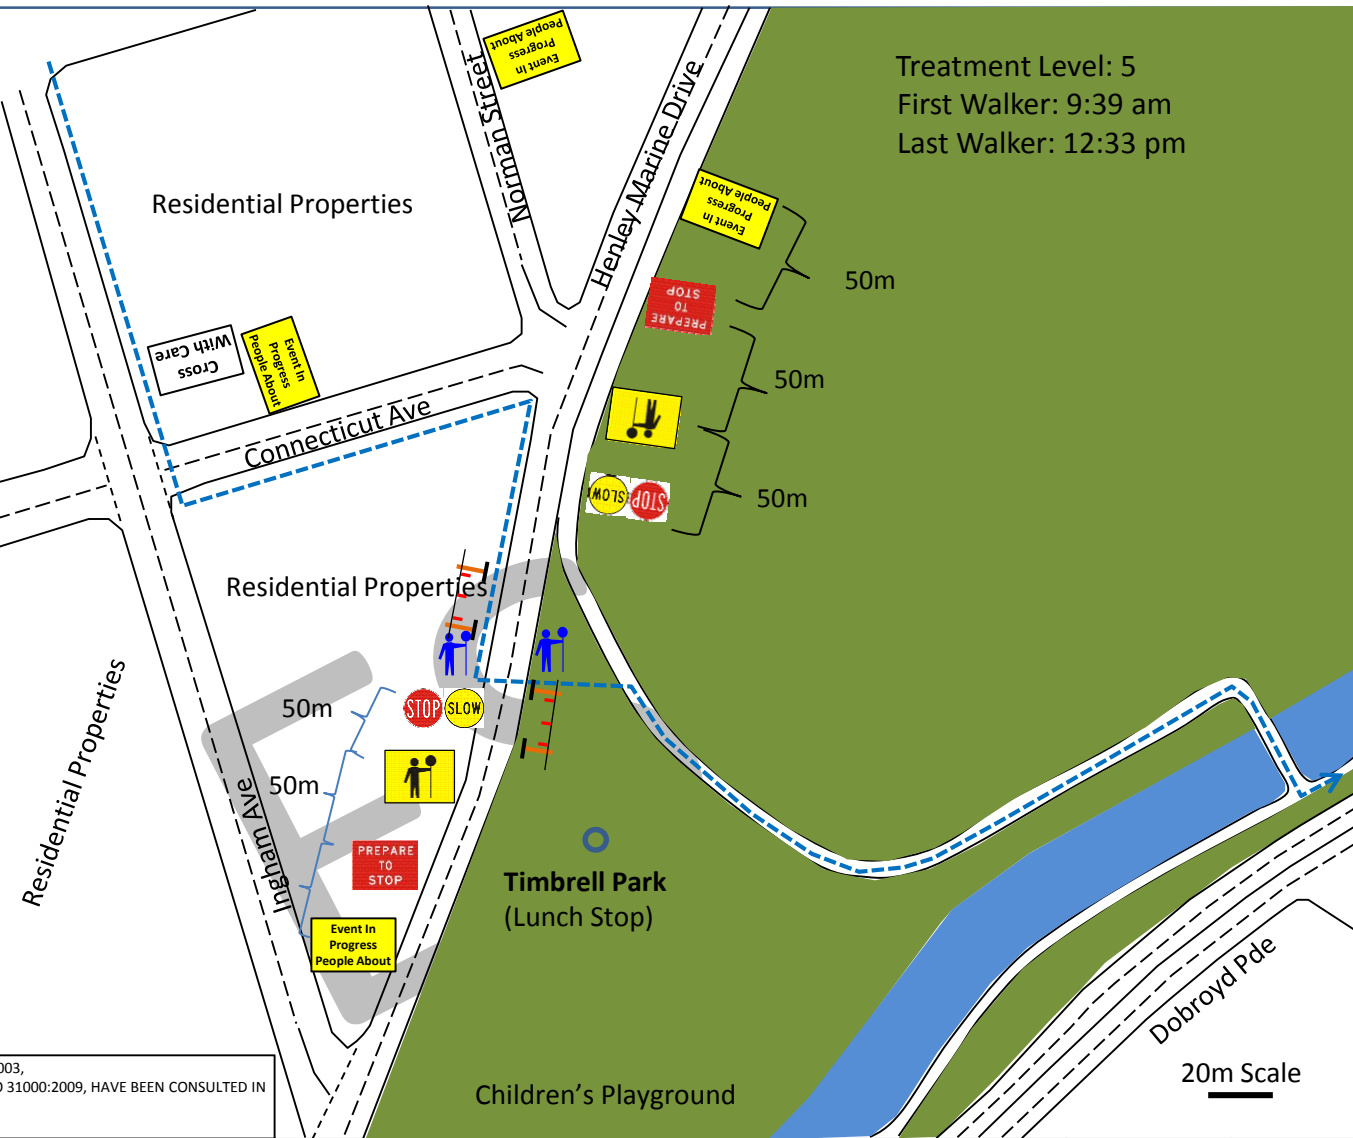 Treatment Level: 5
First Walker: 9:39 am
Last Walker: 12:33 pm
Event In
Progress
People About
Norman Street
Henley Marine Drive
Residential Properties
Event In
Progress
People About
50m
PREPARE
TO
STOP
50m
Cross
With Care
Event In
Progress
People About
Connecticut Ave
SLOW
STOP
50m
Residential Properties
Residential Properties
50m
STOP
SLOW
50m
Ingham Ave
PREPARE
TO
STOP
Event In
Progress
People About
Timbrell Park
(Lunch Stop)
Dobroyd Pde
20m Scale
Children's Playground
003,
O 31000:2009, HAVE BEEN CONSULTED IN